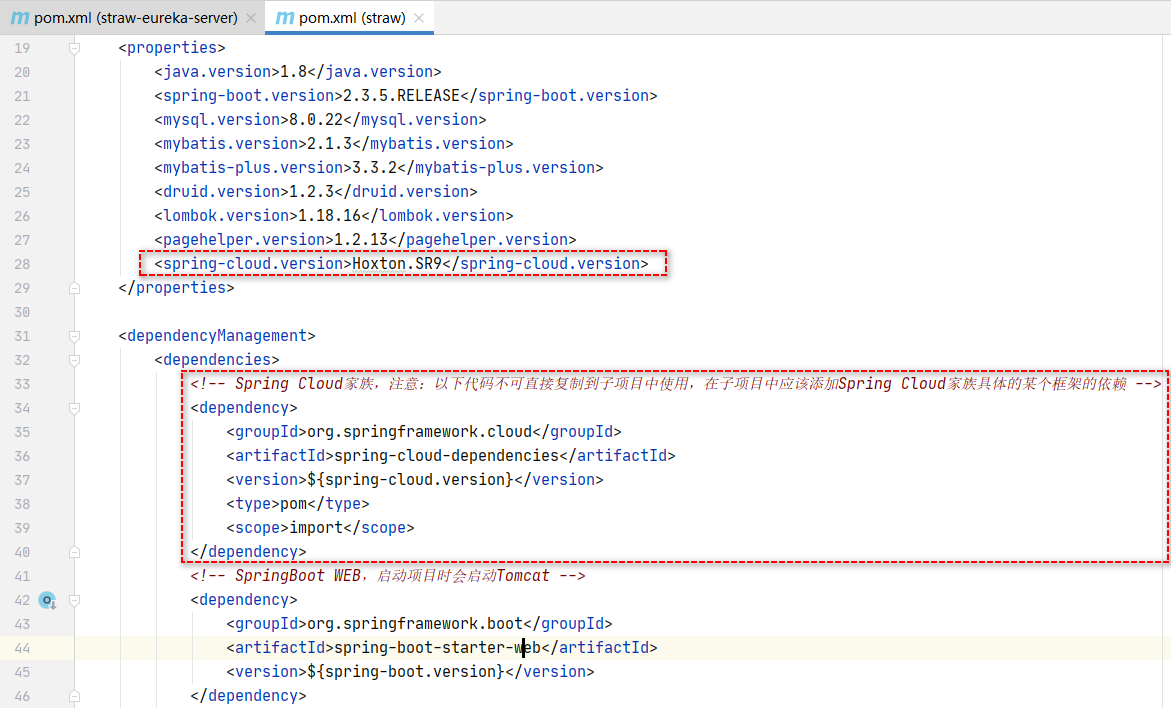 m pom.xml (straw-eureka-server) × m pom.xml (straw) ×
19 <properties>
20 <java.version>1.8</java.version>
21 <spring-boot.version>2.3.5.RELEASE</spring-boot.version>
22 <mysql.version>8.0.22</mysql.version>
23 <mybatis.version>2.1.3</mybatis.version>
24 <mybatis-plus.version>3.3.2</mybatis-plus.version>
25 <druid.version>1.2.3</druid.version>
26 <lombok.version>1.18.16</lombok.version>
27 <pagehelper.version>1.2.13</pagehelper.version>
28 <spring-cloud.version>Hoxton.SR9</spring-cloud.version>
29 </properties>
30
31 <dependencyManagement>
32 <dependencies>
33 <!-- Spring Cloud家族，注意：以下代码不可直接复制到子项目中使用，在子项目中应该添加Spring Cloud家族具体的某个框架的依赖 -->
34 <dependency>
35 <groupId>org.springframework.cloud</groupId>
36 <artifactId>spring-cloud-dependencies</artifactId>
37 <version>${spring-cloud.version}</version>
38 <type>pom</type>
39 <scope>import</scope>
40 </dependency>
41 <!-- SpringBoot WEB，启动项目时会启动Tomcat -->
42 <dependency>
43 <groupId>org.springframework.boot</groupId>
44 <artifactId>spring-boot-starter-web</artifactId>
45 <version>${spring-boot.version}</version>
46 </dependency>